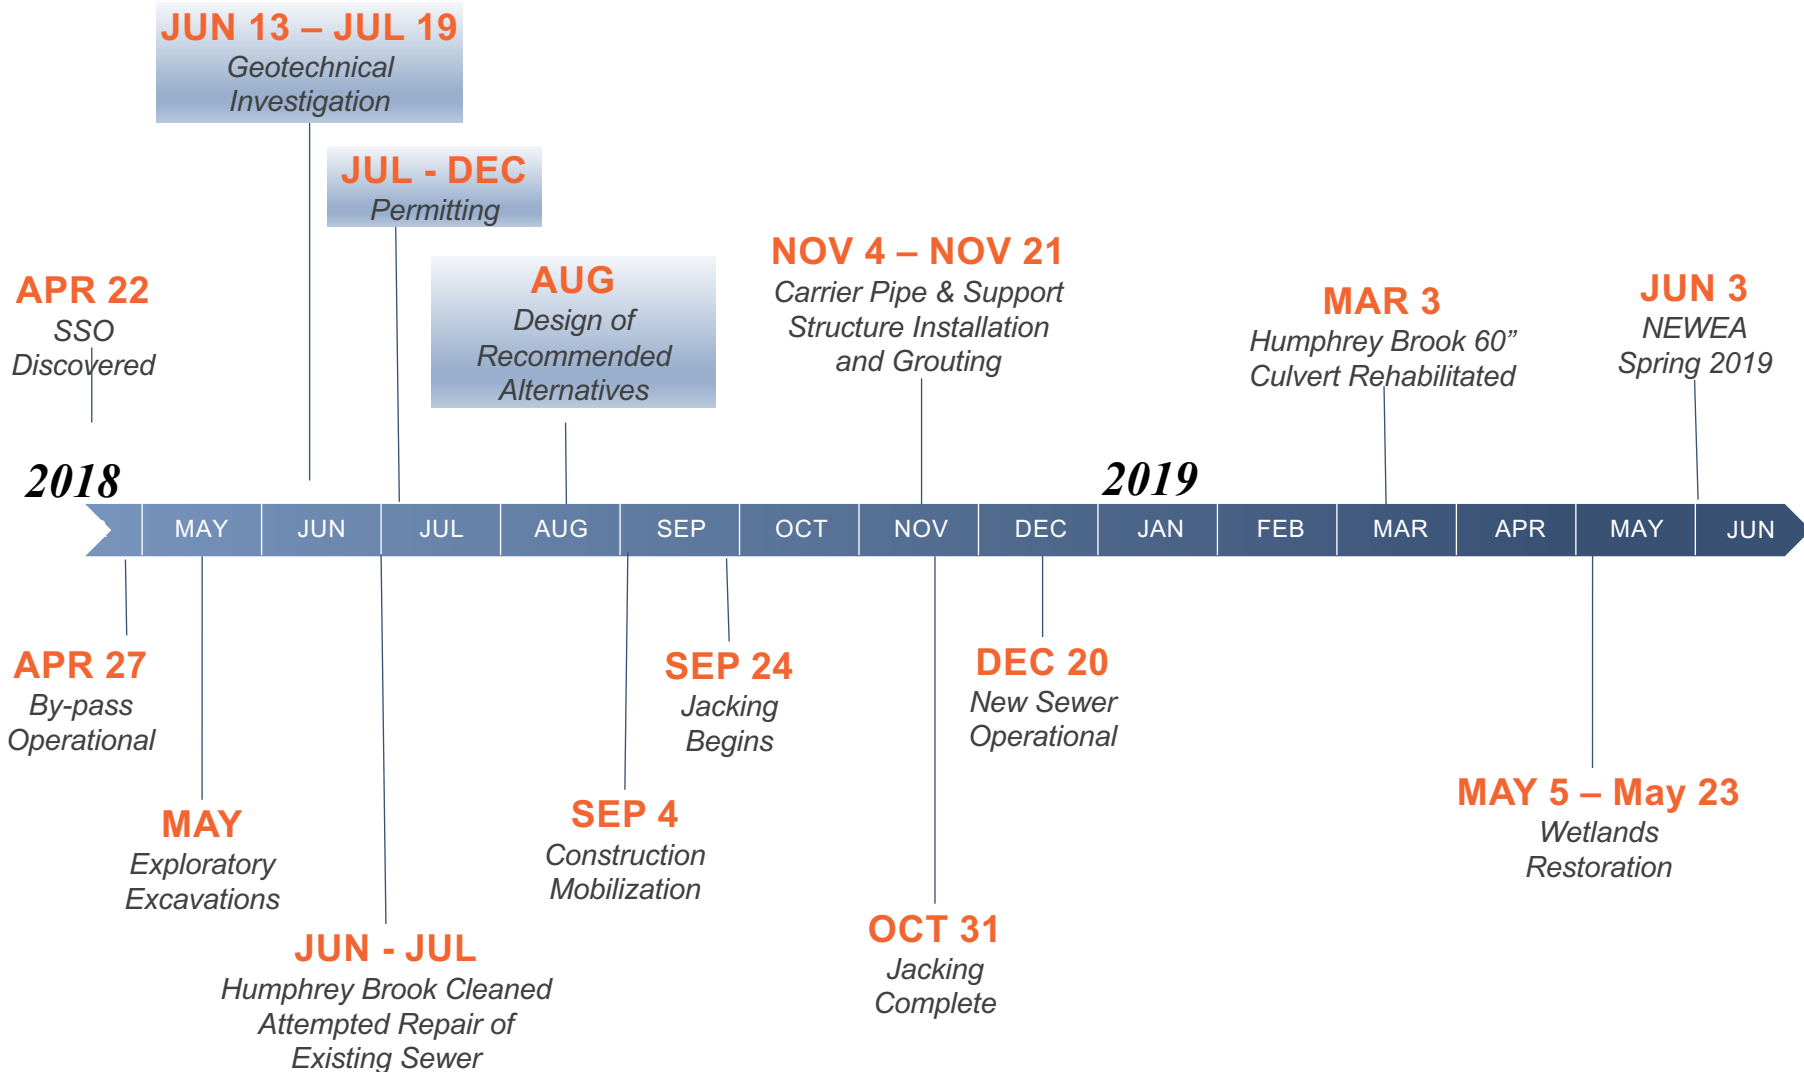 JUN 13 – JUL 19
Geotechnical
Investigation
JUL - DEC
Permitting
AUG
Design of
Recommended
Alternatives
APR 22
SSO
Discovered
NOV 4 – NOV 21
Carrier Pipe & Support
Structure Installation
and Grouting
MAR 3
Humphrey Brook 60”
Culvert Rehabilitated
JUN 3
NEWEA
Spring 2019
2018
2019
MAY JUN JUL AUG SEP OCT NOV DEC JAN FEB MAR APR MAY JUN
APR 27
By-pass
Operational
MAY
Exploratory
Excavations
JUN - JUL
Humphrey Brook Cleaned
Attempted Repair of
Existing Sewer
SEP 4
Construction
Mobilization
SEP 24
Jacking
Begins
OCT 31
Jacking
Complete
DEC 20
New Sewer
Operational
MAY 5 – May 23
Wetlands
Restoration